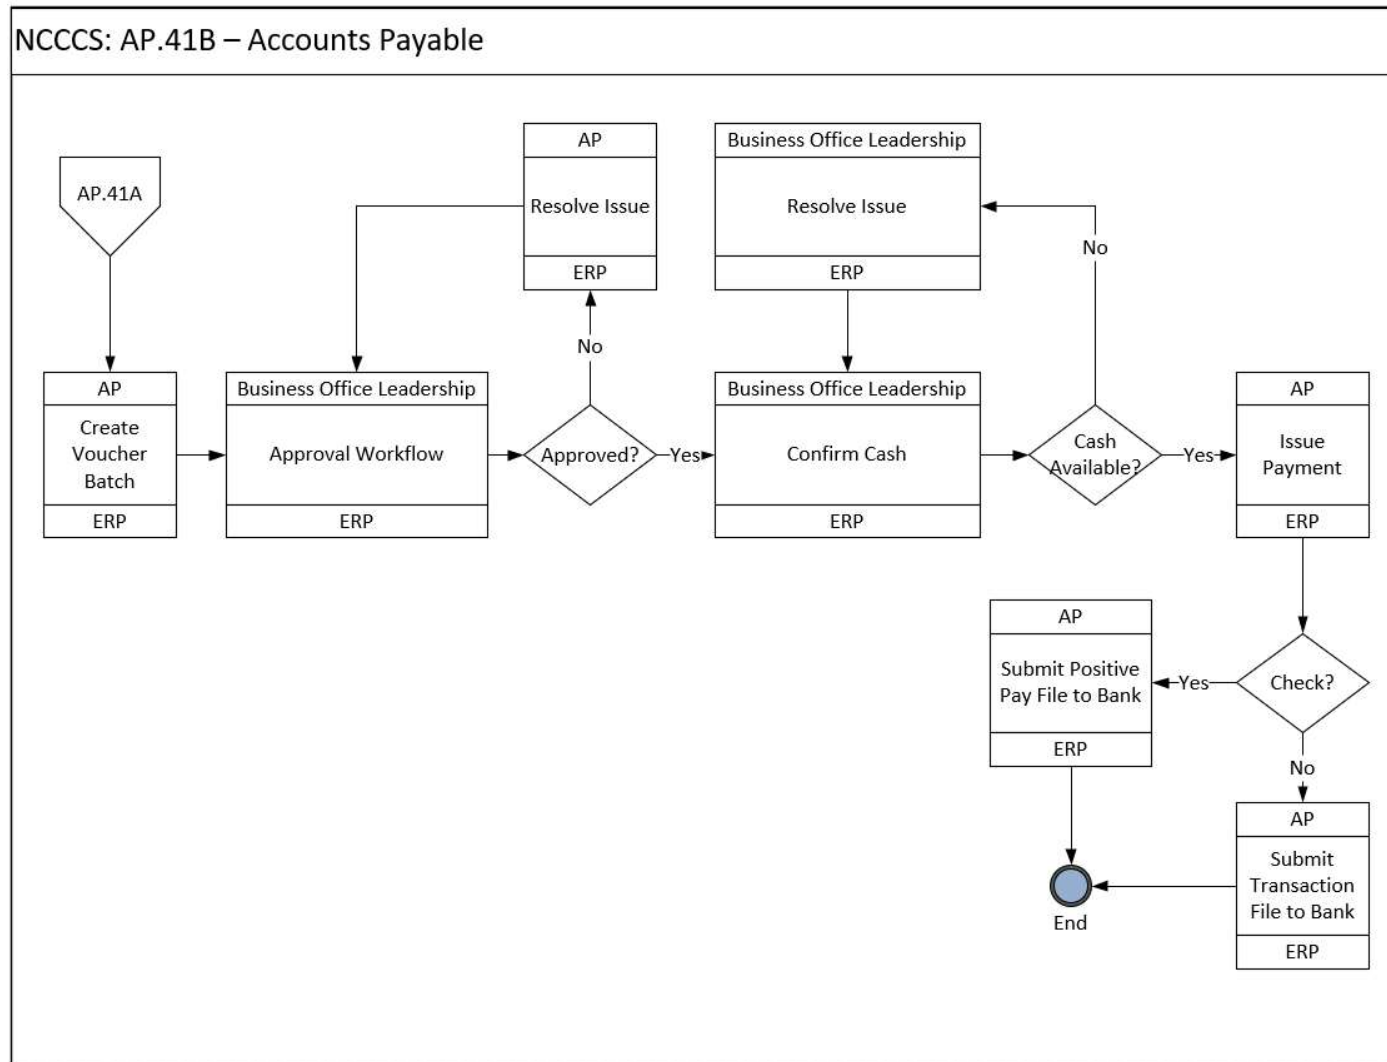 NCCCS: AP.41B – Accounts Payable
AP.41A
AP
Resolve Issue
ERP
Business Office Leadership
Resolve Issue
ERP
No
No
AP
Create
Voucher
Batch
ERP
Business Office Leadership
Approval Workflow
ERP
Approved?
Yes
Business Office Leadership
Confirm Cash
ERP
Cash
Available?
Yes
AP
Issue
Payment
ERP
AP
Submit Positive
Pay File to Bank
ERP
Yes
Check?
No
AP
Submit
Transaction
File to Bank
ERP
End